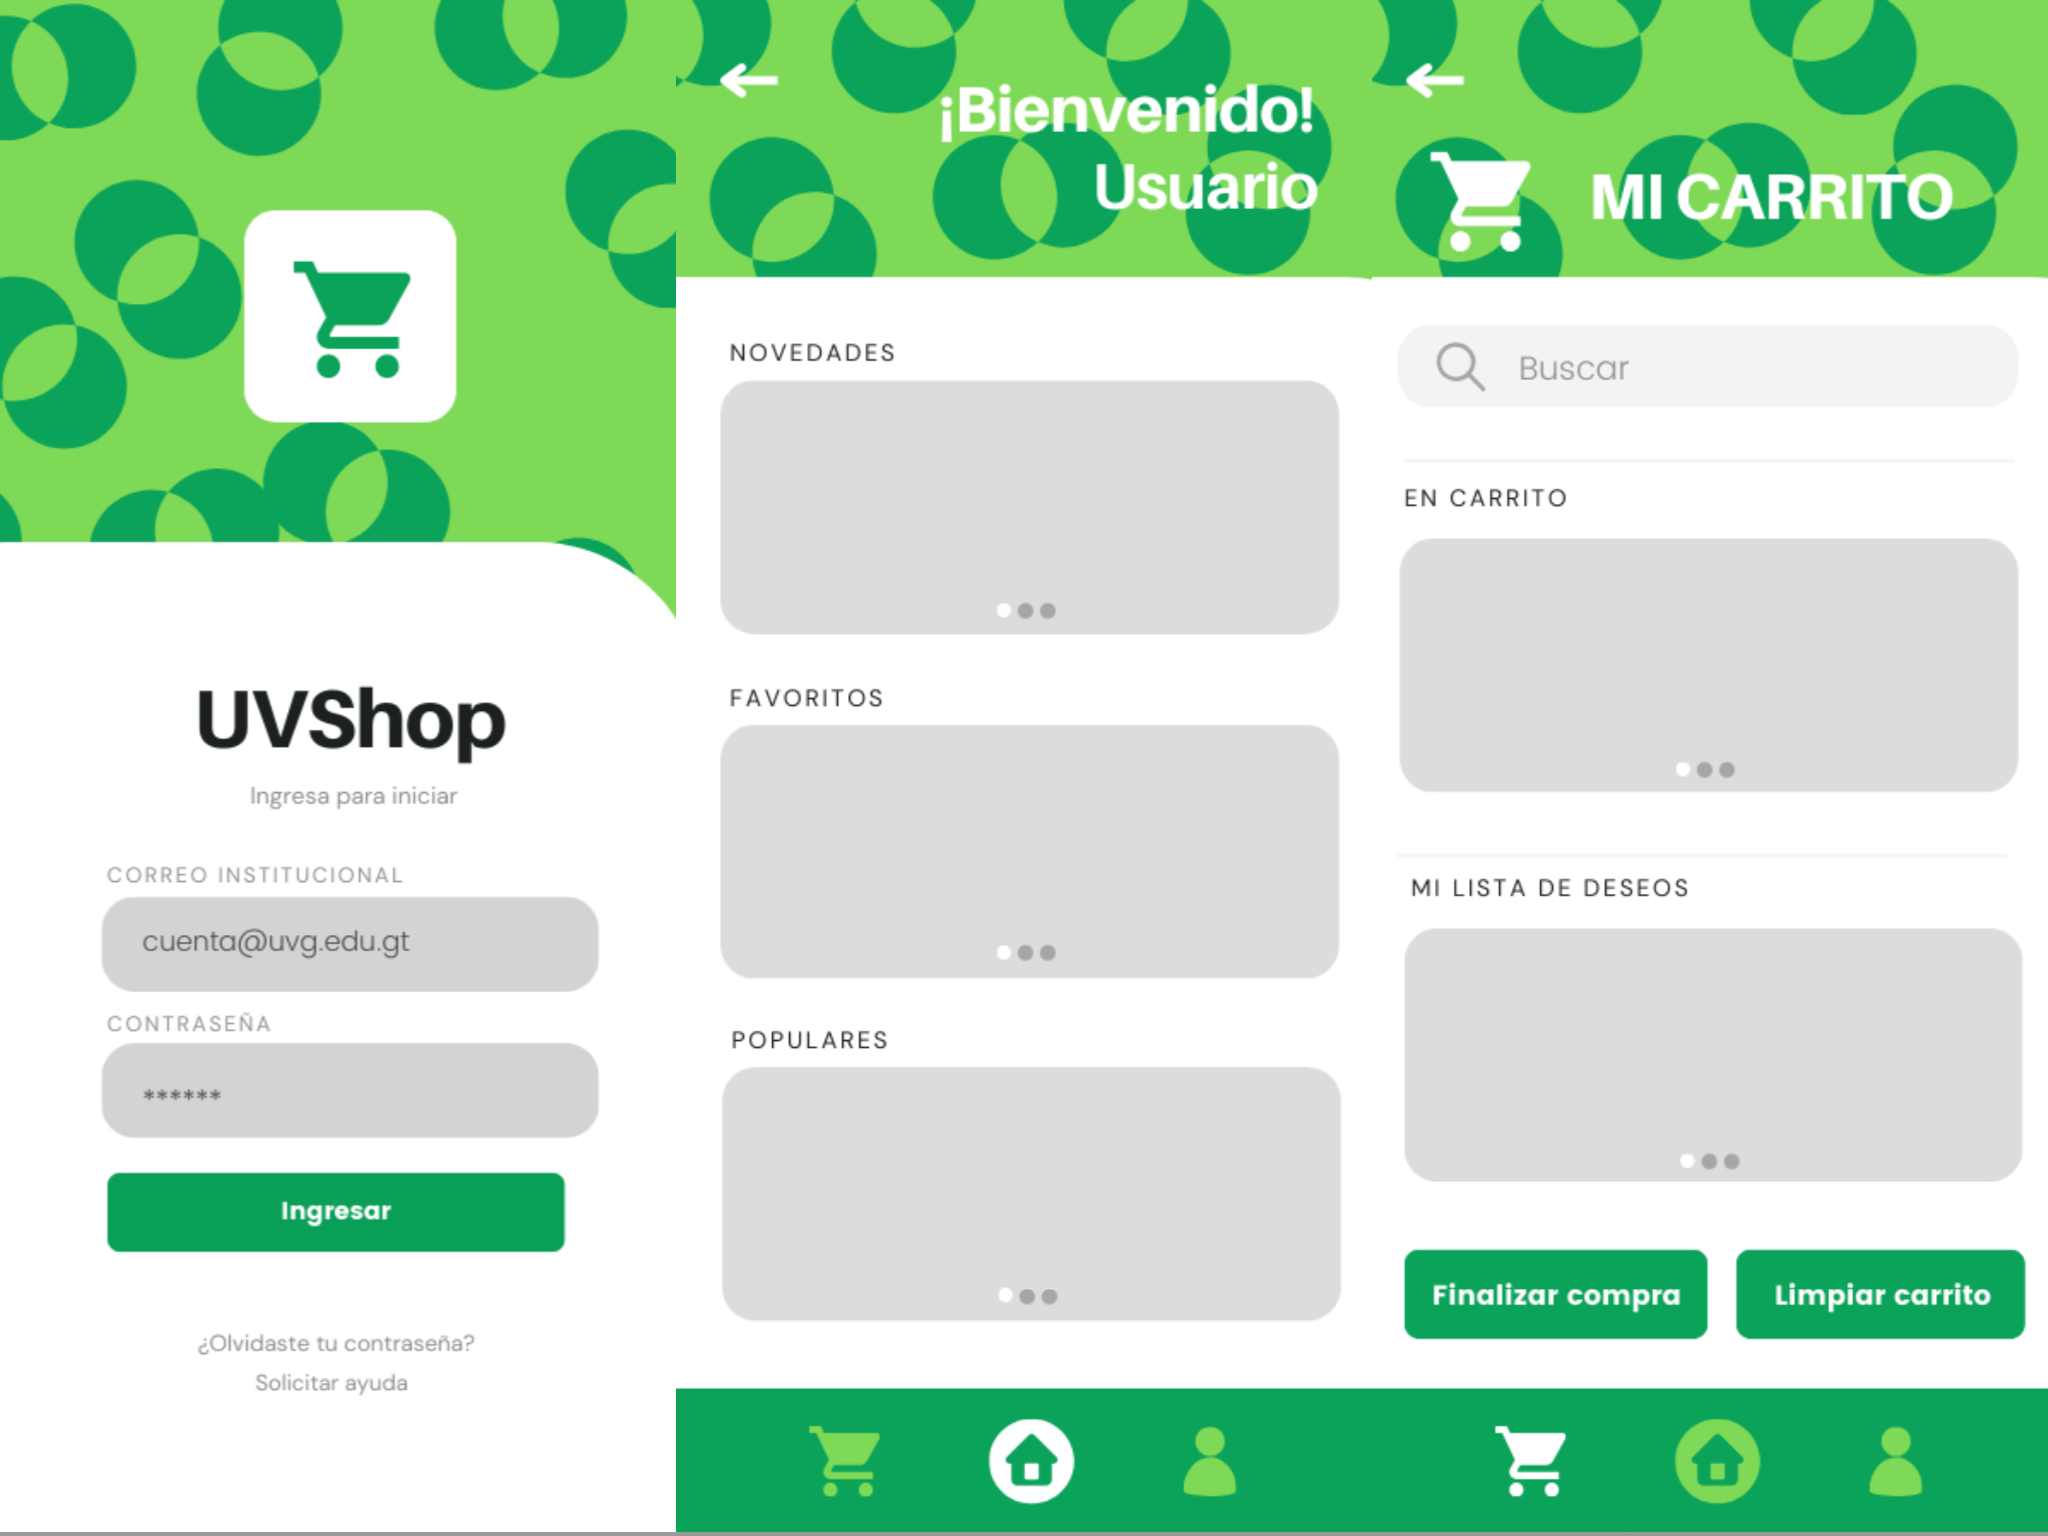 UVShop
Ingresa para iniciar
CORREO INSTITUCIONAL
cuenta@uvg.edu.gt
CONTRASEÑA
******
Ingresar
¿Olvidaste tu contraseña?
Solicitar ayuda
¡Bienvenido!
Usuario
NOVEDADES
FAVORITOS
POPULARES
MI CARRITO
Buscar
EN CARRITO
MI LISTA DE DESEOS
Finalizar compra
Limpiar carrito